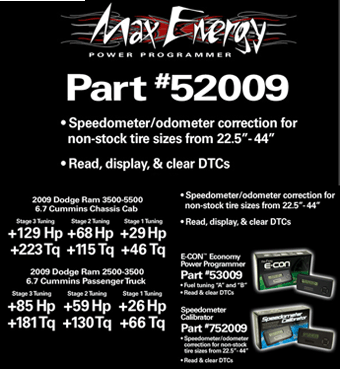 Max Energy
POWER PROGRAMMER
Part #52009
• Speedometer/odometer correction for
non-stock tire sizes from 22.5"- 44"
• Read, display, & clear DTCs
2009 Dodge Ram 3500-5500
6.7 Cummins Chassis Cab
Stage 3 Tuning Stage 2 Tuning Stage 1 Tuning
+129 Hp +68 Hp +29 Hp
+223 Tq +115 Tq +46 Tq
2009 Dodge Ram 2500-3500
6.7 Cummins Passenger Truck
Stage 3 Tuning Stage 2 Tuning Stage 1 Tuning
+85 Hp +59 Hp +26 Hp
+181 Tq +130 Tq +66 Tq
• Speedometer/odometer correction for
non-stock tire sizes from 22.5"- 44"
• Read, display, & clear DTCs
E-CON™ Economy
Power Programmer
Part #53009
• Fuel tuning "A" and "B"
• Read & clear DTCs
E-CON
Speedometer
Calibrator
Part #752009
• Speedometer/odometer
correction for non-stock
tire sizes from 22.5"- 44"
• Read & clear DTCs
Speedometer
Calibrator